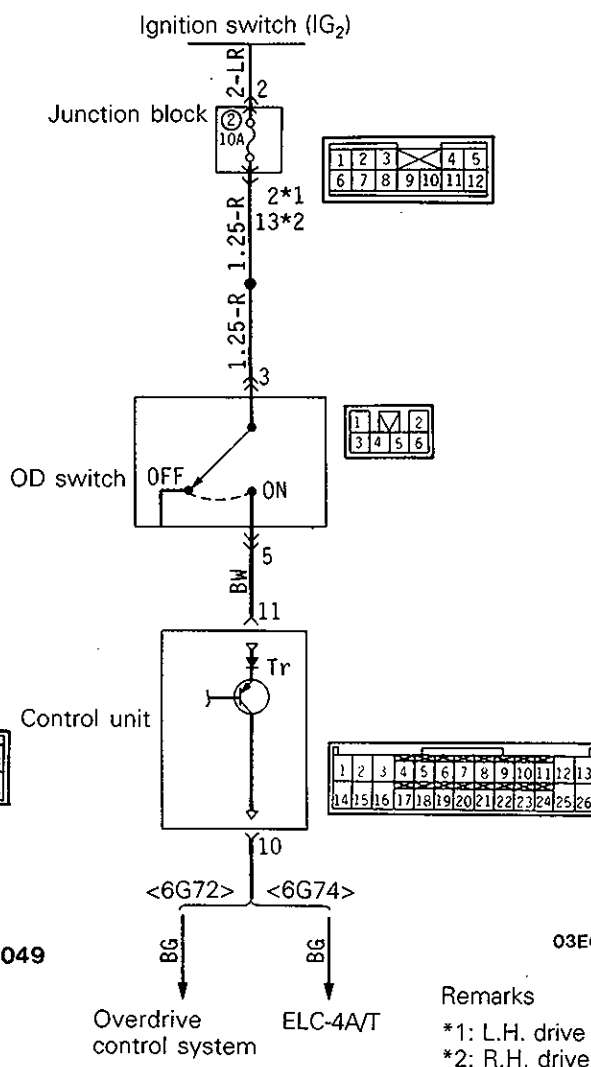 Ignition switch (IG₂)
2-LR
2
Junction block
②
10A
1 2 3 4 5
6 7 8 9 10 11 12
2*1
13*2
1.25-R
1.25-R
3
1 2
3 4 5 6
OD switch
OFF
ON
5
BW
11
Tr
Control unit
1 2 3 4 5 6 7 8 9 10 11 12 13
14 15 16 17 18 19 20 21 22 23 24 25 26
10
<6G72> <6G74>
BG
BG
049
03E
Overdrive
control system
ELC-4A/T
Remarks
*1: L.H. drive
*2: R.H. drive